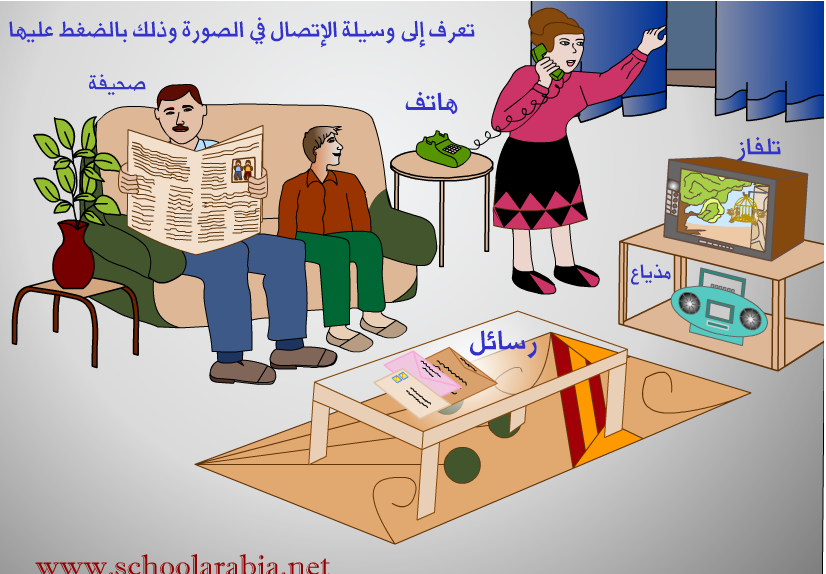 تعرف إلى وسيلة الإتصال في الصورة وذلك بالضغط عليها
صحيفة
هاتف
تلفاز
مذياع
رسائل
www.schoolarabia.net